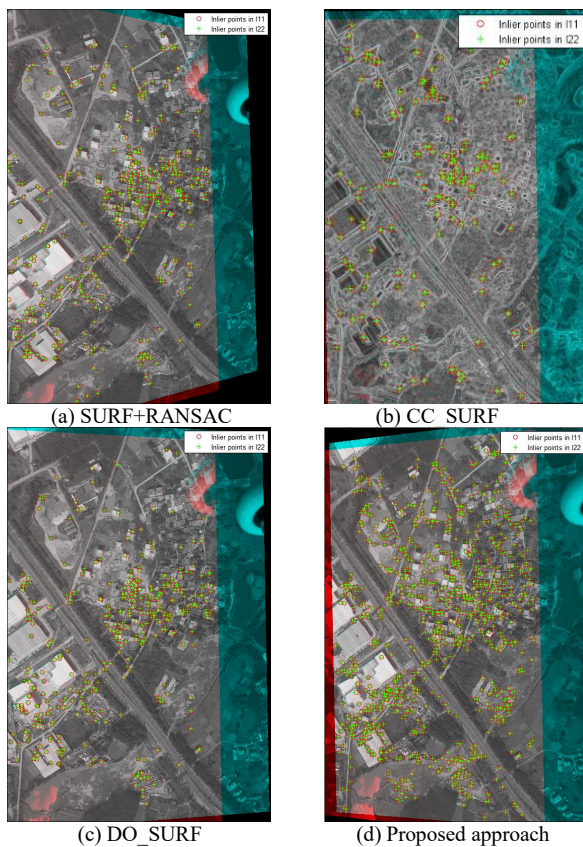 Inlier points in I11
Inlier points in I22
Inlier points in I11
Inlier points in I22
(a) SURF+RANSAC
(b) CC_SURF
Inlier points in I11
Inlier points in I22
Inlier points in I11
Inlier points in I22
(c) DO_SURF
(d) Proposed approach